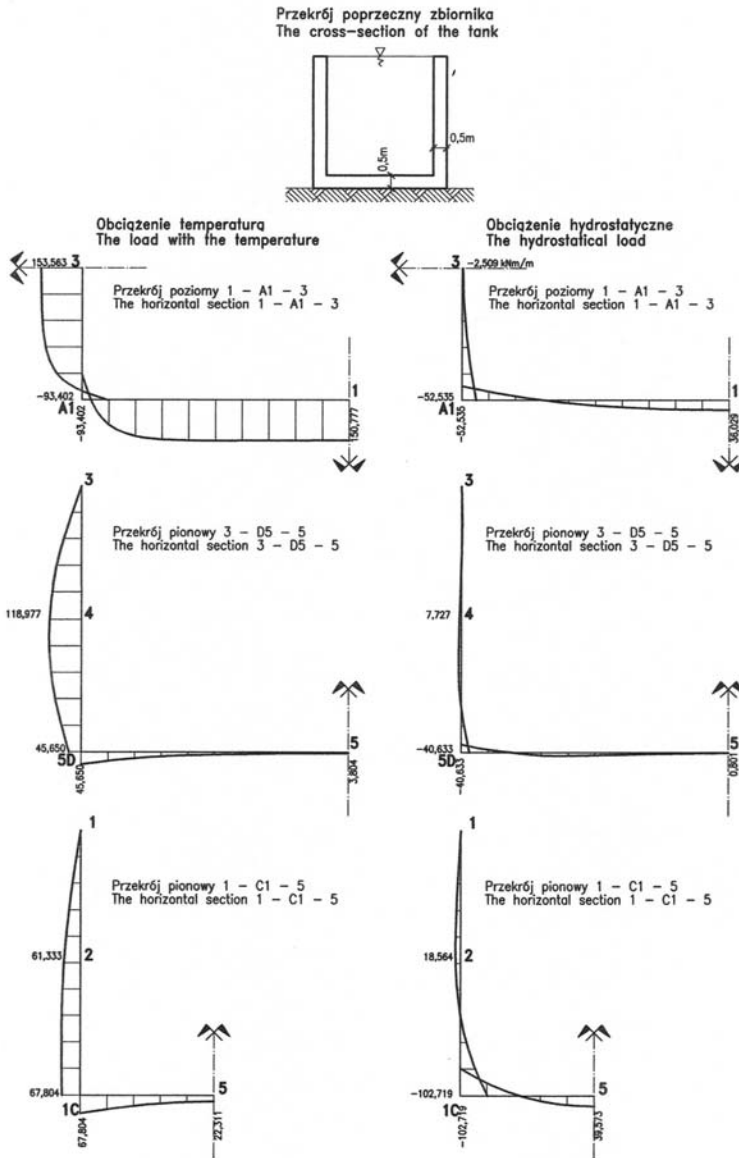 Przekrój poprzeczny zbiornika
The cross-section of the tank
0,5m
0,5m
Obciążenie temperaturą
The load with the temperature
153,563
3
Przekrój poziomy 1 - A1 - 3
The horizontal section 1 - A1 - 3
-93,402
A1
-93,402
1
150,777
3
Przekrój pionowy 3 - D5 - 5
The horizontal section 3 - D5 - 5
118,977
4
45,650
5D
45,650
5
3,804
1
Przekrój pionowy 1 - C1 - 5
The horizontal section 1 - C1 - 5
61,333
2
67,804
1C
67,804
5
22,311
Obciążenie hydrostatyczne
The hydrostatical load
3
-2,509 kNm/m
Przekrój poziomy 1 - A1 - 3
The horizontal section 1 - A1 - 3
-52,535
A1
-52,535
1
36,029
3
Przekrój pionowy 3 - D5 - 5
The horizontal section 3 - D5 - 5
7,727
4
-40,633
5D
-40,633
5
0,801
1
Przekrój pionowy 1 - C1 - 5
The horizontal section 1 - C1 - 5
18,564
2
-102,719
1C
-102,719
5
39,573